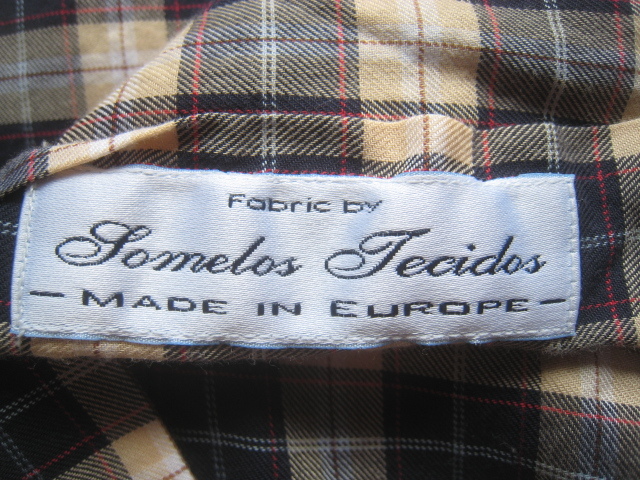 Fabric by
Somelos Tecidos
- MADE IN EUROPE -